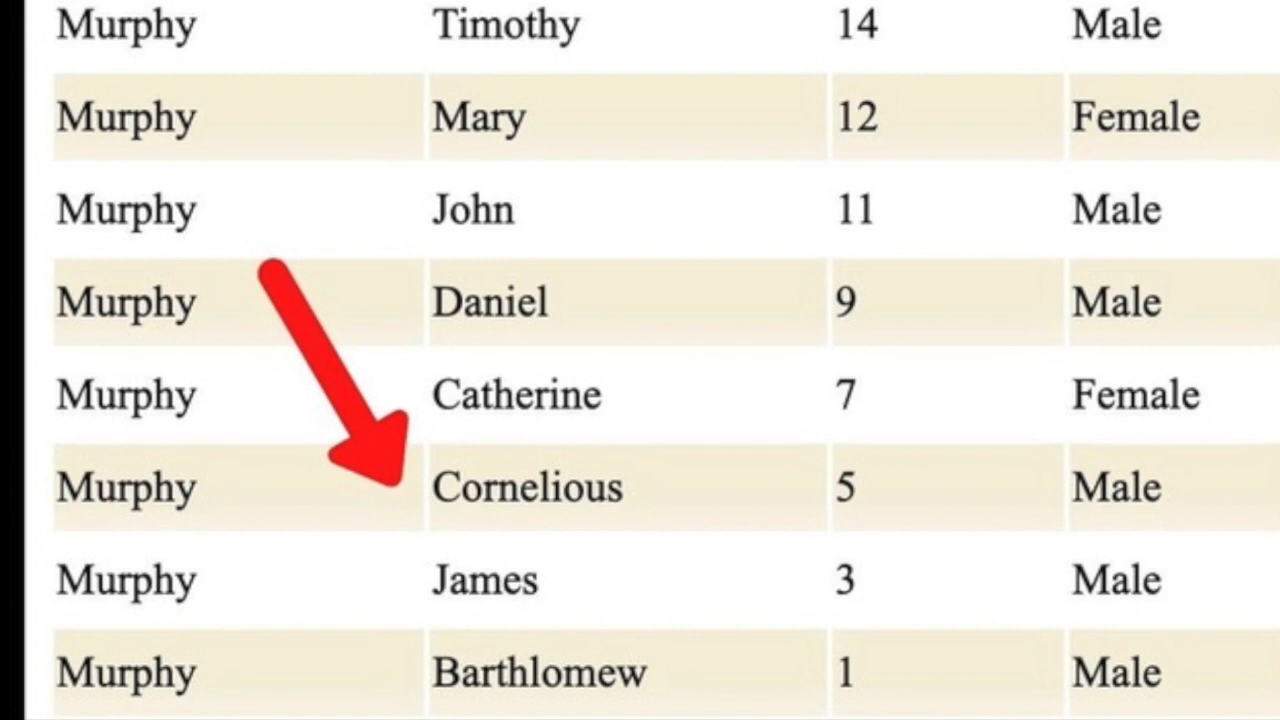 Murphy Timothy 14 Male
Murphy Mary 12 Female
Murphy John 11 Male
Murphy Daniel 9 Male
Murphy Catherine 7 Female
Murphy Cornelious 5 Male
Murphy James 3 Male
Murphy Barthlomew 1 Male